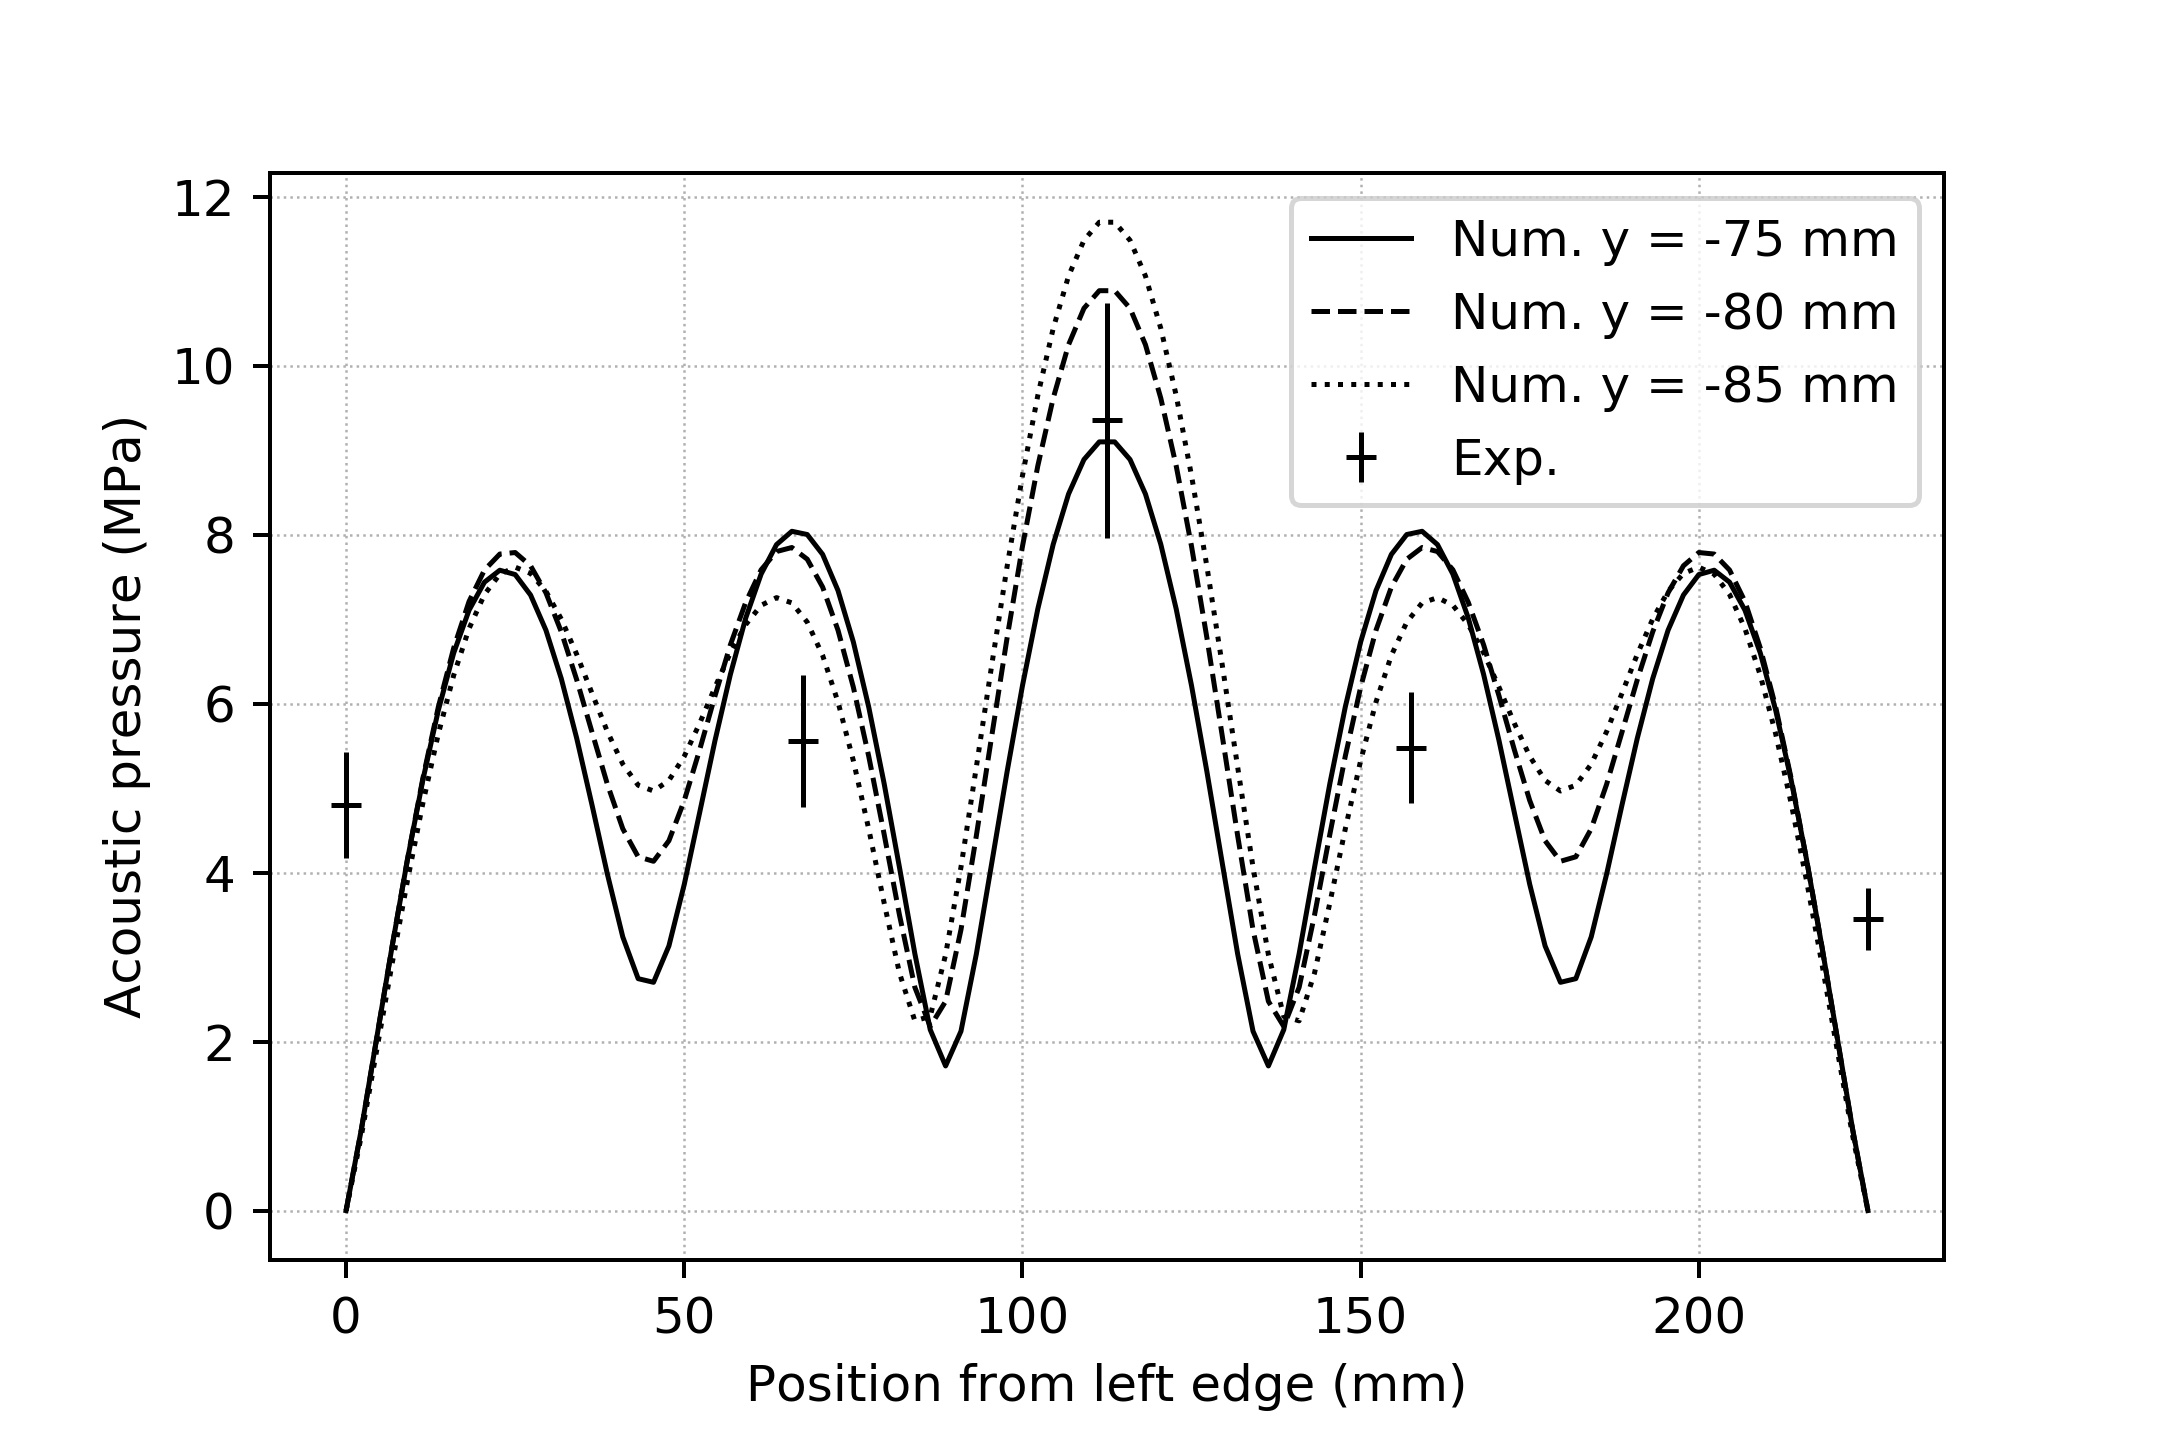 12
10
8
6
4
2
0
Acoustic pressure (MPa)
Num. y = -75 mm
Num. y = -80 mm
Num. y = -85 mm
Exp.
0 50 100 150 200
Position from left edge (mm)